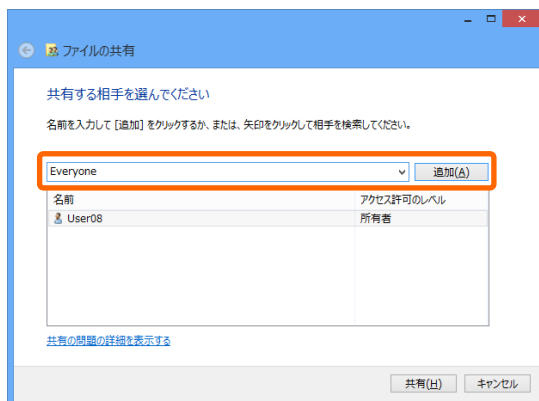 ファイルの共有
共有する相手を選んでください
名前を入力して [追加] をクリックするか、または、矢印をクリックして相手を検索してください。
Everyone 追加(A)
名前 アクセス許可のレベル
User08 所有者
共有の問題の詳細を表示する
共有(H) キャンセル